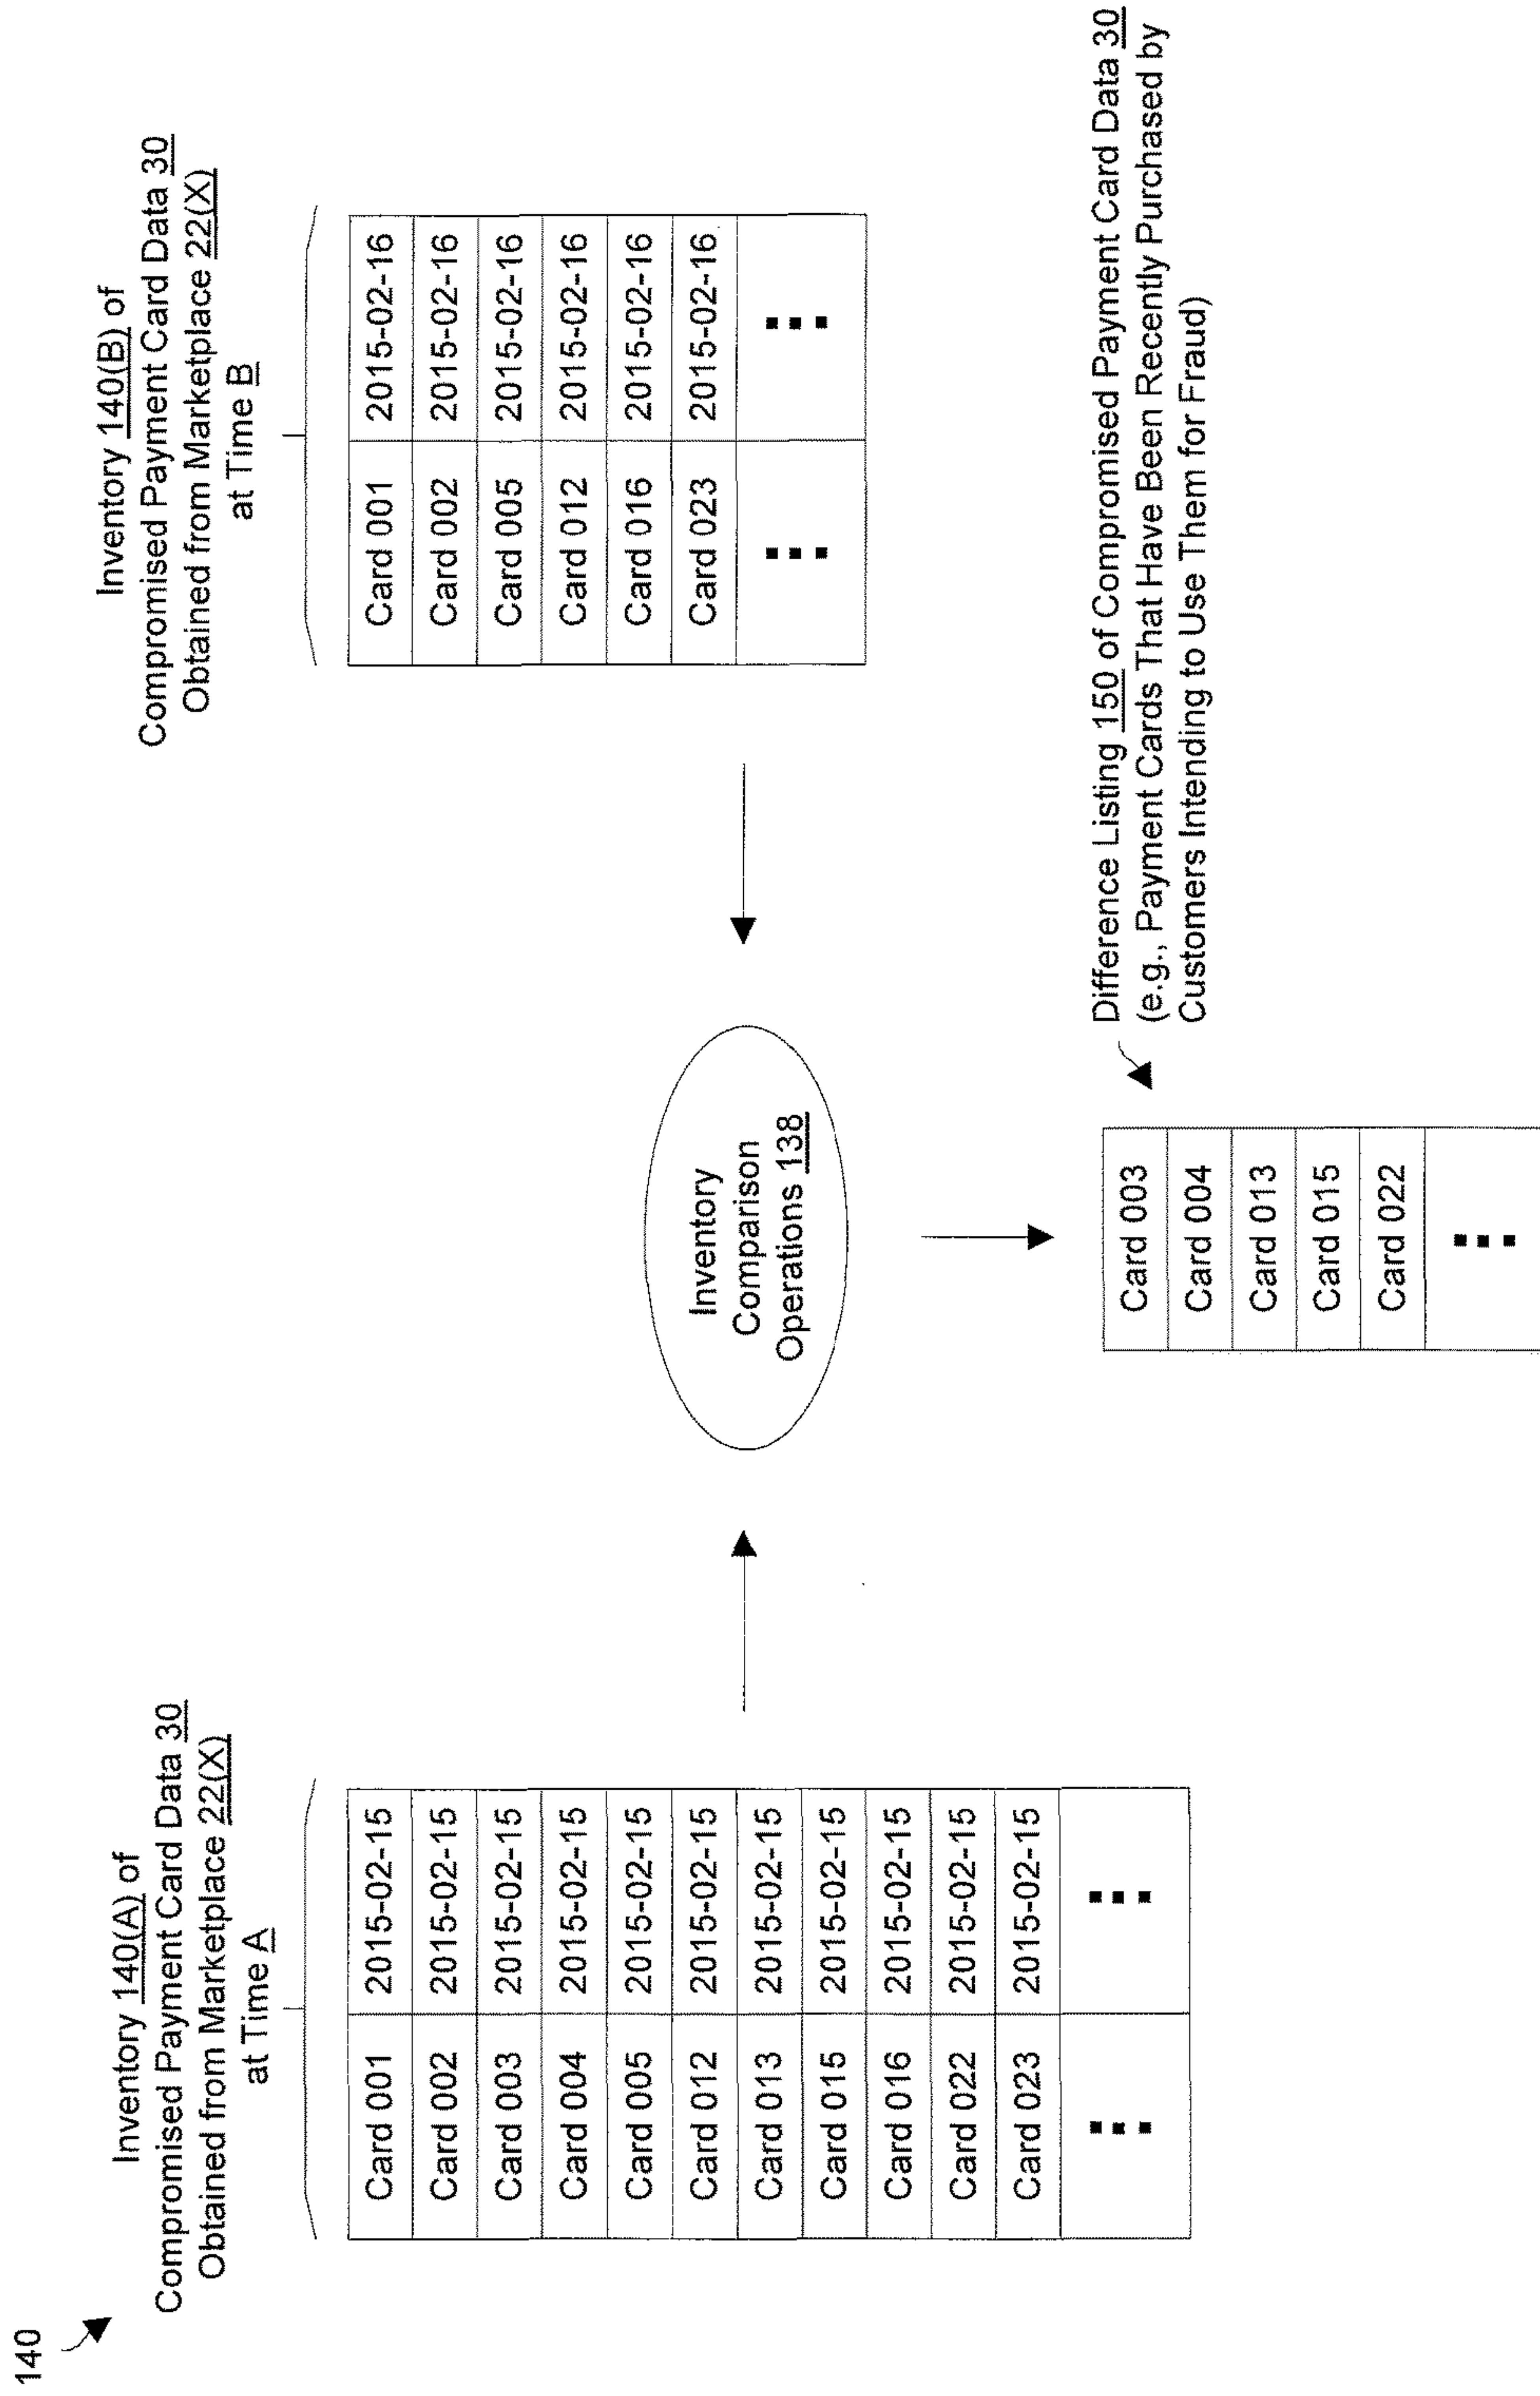 140
Inventory 140(A) of
Compromised Payment Card Data 30
Obtained from Marketplace 22(X)
at Time A
Card 001 2015-02-15
Card 002 2015-02-15
Card 003 2015-02-15
Card 004 2015-02-15
Card 005 2015-02-15
Card 012 2015-02-15
Card 013 2015-02-15
Card 015 2015-02-15
Card 016 2015-02-15
Card 022 2015-02-15
Card 023 2015-02-15
Inventory 140(B) of
Compromised Payment Card Data 30
Obtained from Marketplace 22(X)
at Time B
Card 001 2015-02-16
Card 002 2015-02-16
Card 005 2015-02-16
Card 012 2015-02-16
Card 016 2015-02-16
Card 023 2015-02-16
Inventory
Comparison
Operations 138
Card 003
Card 004
Card 013
Card 015
Card 022
Difference Listing 150 of Compromised Payment Card Data 30
(e.g., Payment Cards That Have Been Recently Purchased by
Customers Intending to Use Them for Fraud)